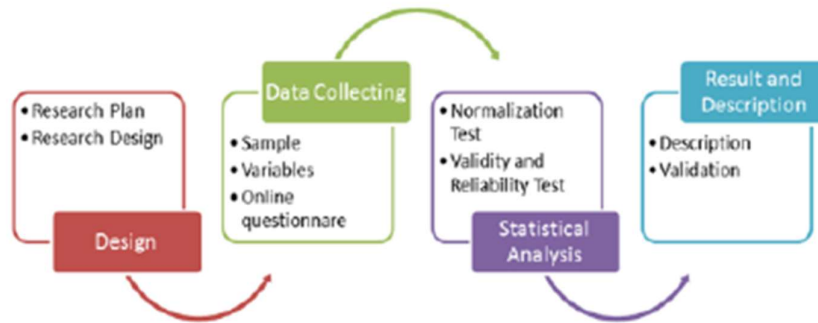 • Research Plan
• Research Design
Design
Data Collecting
• Sample
• Variables
• Online
questionnare
• Normalization
Test
• Validity and
Reliability Test
Statistical
Analysis
Result and
Description
• Description
• Validation